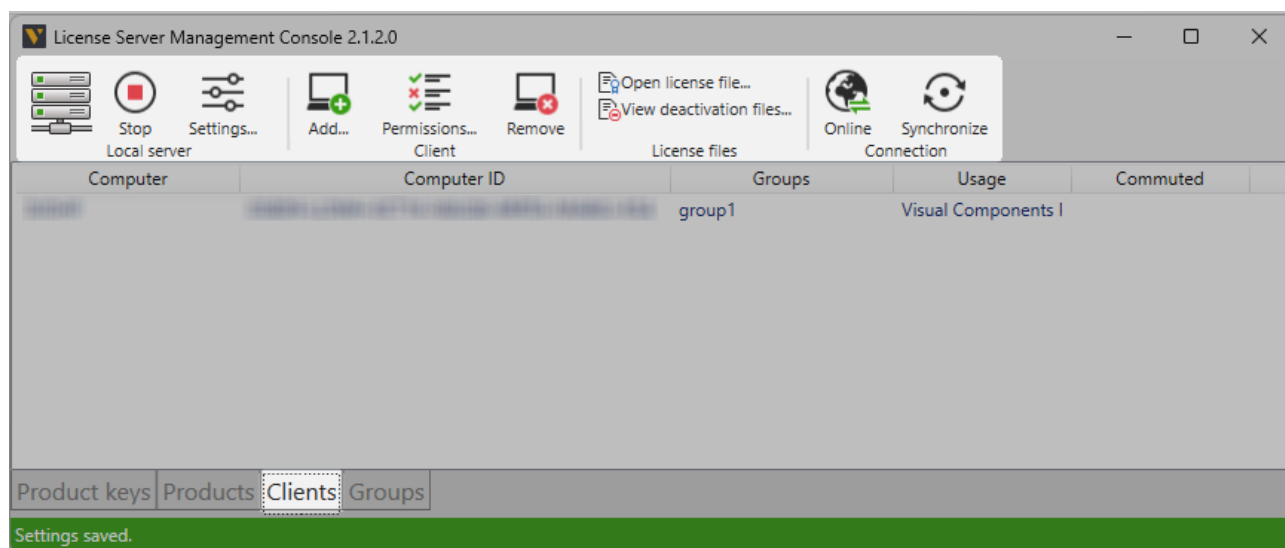 License Server Management Console 2.1.2.0
Stop Settings...
Local server
Add... Permissions... Remove
Client
Open license file...
View deactivation files...
License files
Online Synchronize
Connection
Computer Computer ID Groups Usage Commuted
group1 Visual Components I
Product keys Products Clients Groups
Settings saved.